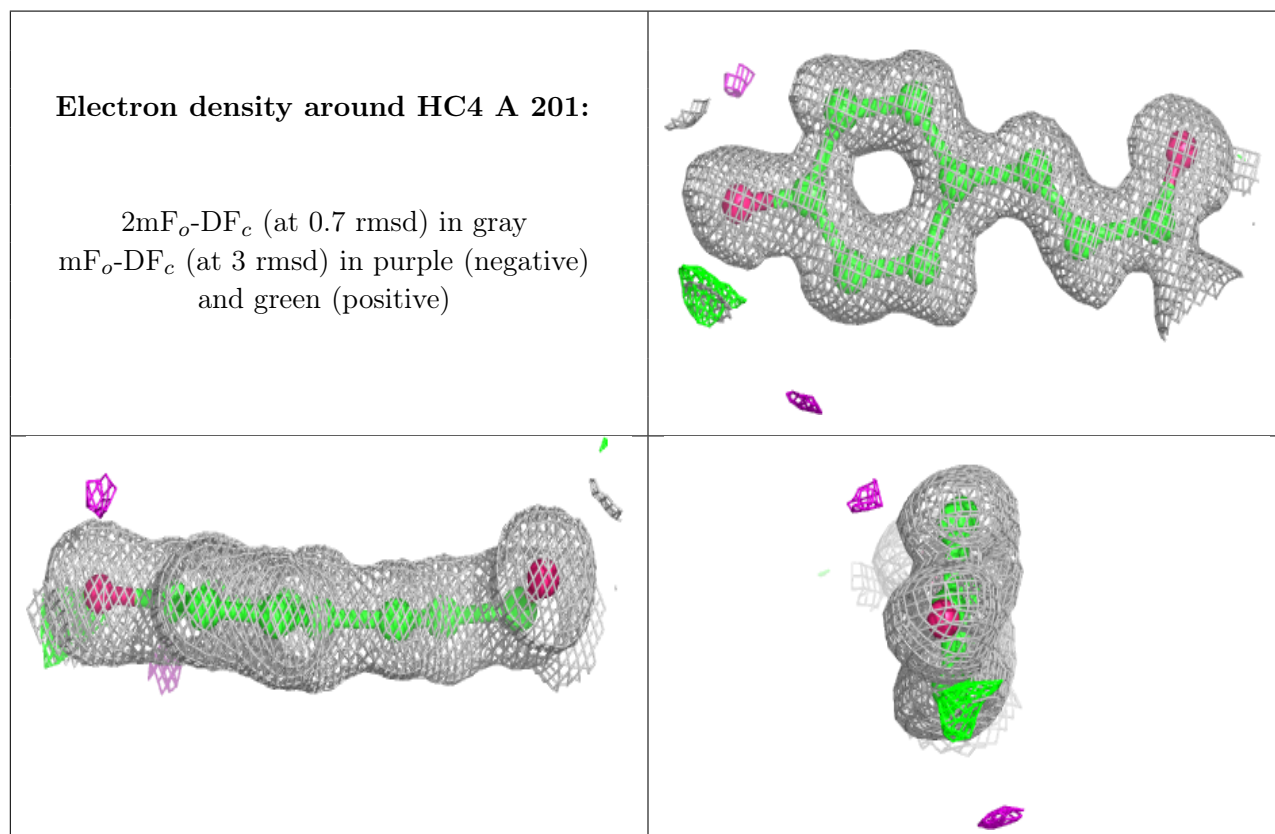 Electron density around HC4 A 201:
2mFo-DFc (at 0.7 rmsd) in gray
mFo-DFc (at 3 rmsd) in purple (negative)
and green (positive)